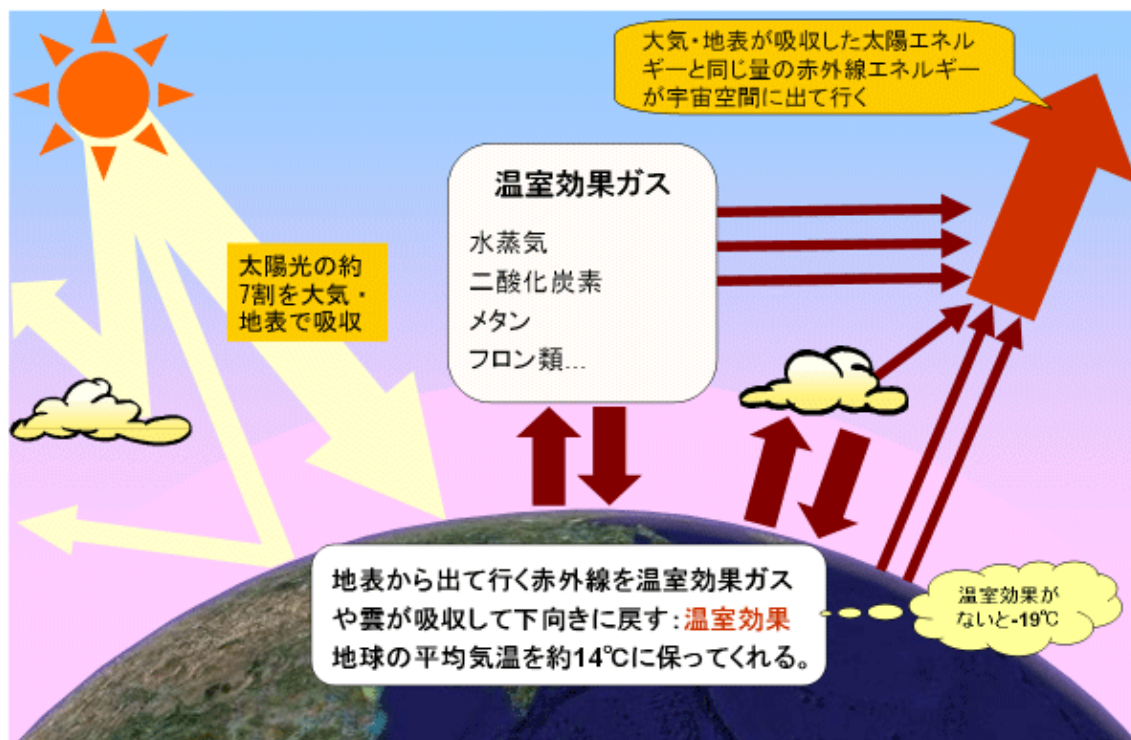 大気・地表が吸収した太陽エネル
ギーと同じ量の赤外線エネルギー
が宇宙空間に出て行く
温室効果ガス
水蒸気
二酸化炭素
メタン
フロン類…
太陽光の約
7割を大気・
地表で吸収
地表から出て行く赤外線を温室効果ガス
や雲が吸収して下向きに戻す：温室効果
地球の平均気温を約14℃に保ってくれる。
温室効果が
ないと-19℃